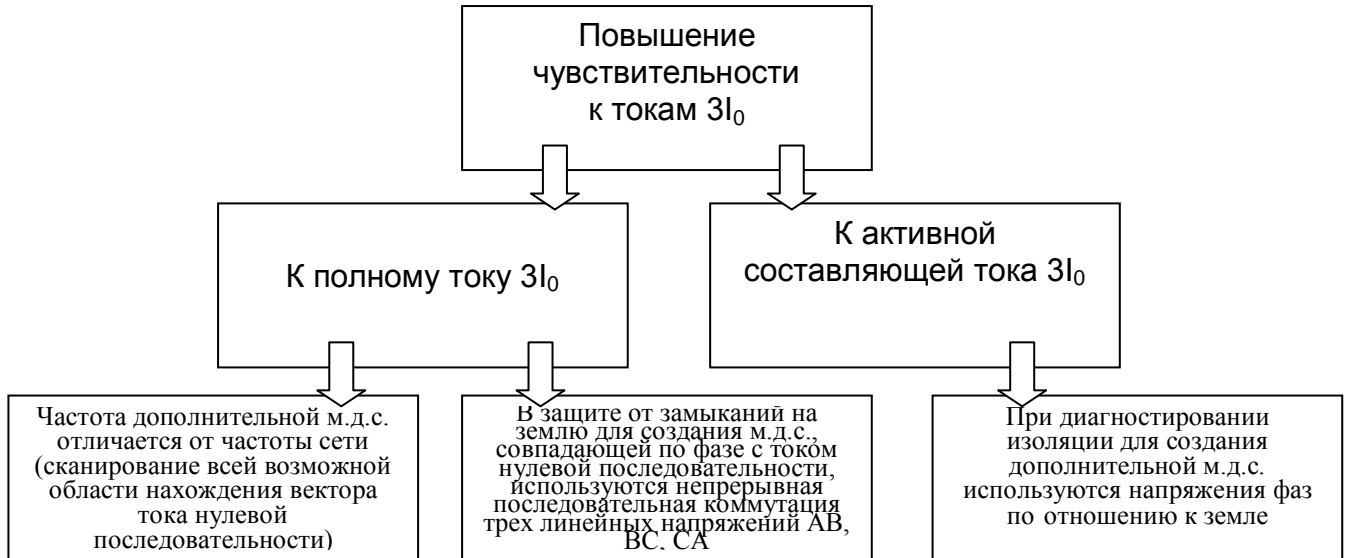 Повышение
чувствительности
к токам 3I₀
К полному току 3I₀
К активной
составляющей тока 3I₀
Частота дополнительной м.д.с.
отличается от частоты сети
(сканирование всей возможной
области нахождения вектора
тока нулевой
последовательности)
В защите от замыканий на
землю для создания м.д.с.,
совпадающей по фазе с током
нулевой последовательности,
используются непрерывная
последовательная коммутация
трех линейных напряжений АВ,
ВС, СА
При диагностировании
изоляции для создания
дополнительной м.д.с.
используются напряжения фаз
по отношению к земле